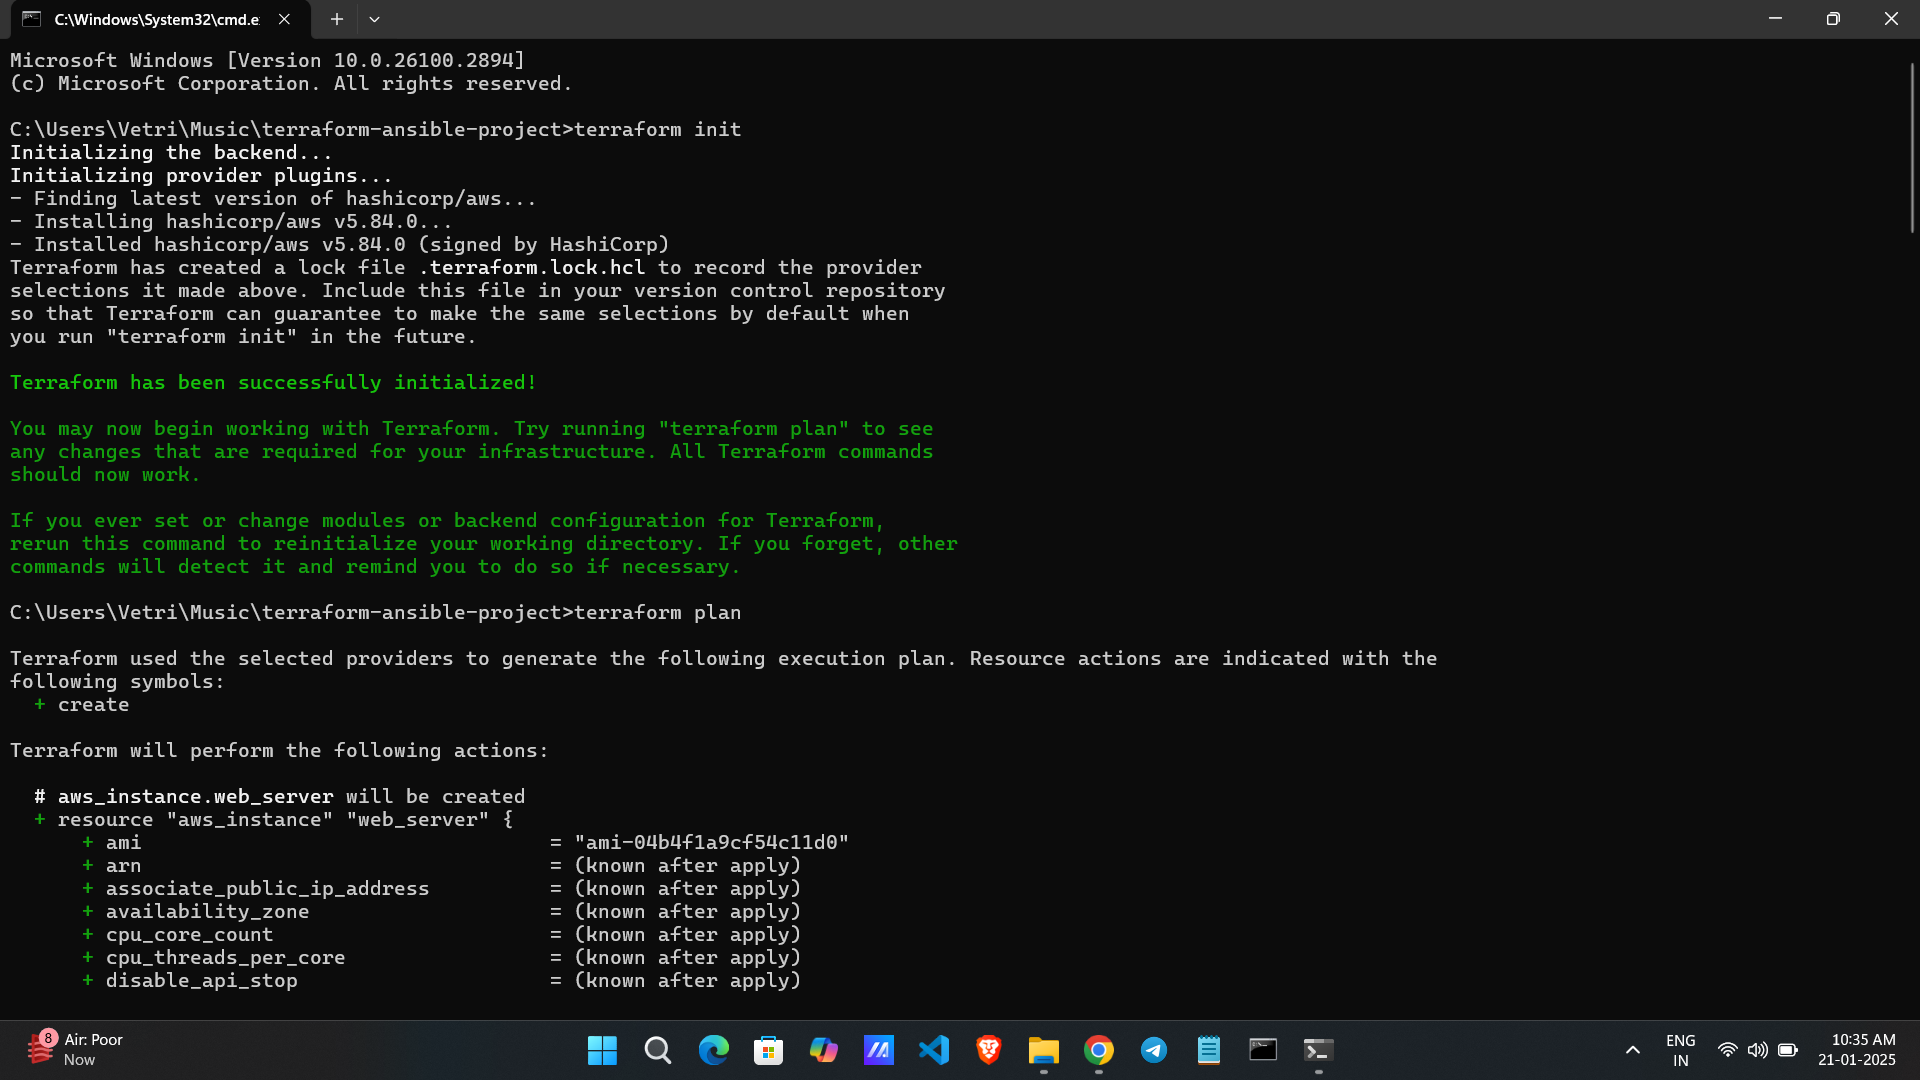 C:\Windows\System32\cmd.e
Microsoft Windows [Version 10.0.26100.2894]
(c) Microsoft Corporation. All rights reserved.
C:\Users\Vetri\Music\terraform-ansible-project>terraform init
Initializing the backend...
Initializing provider plugins...
- Finding latest version of hashicorp/aws...
- Installing hashicorp/aws v5.84.0...
- Installed hashicorp/aws v5.84.0 (signed by HashiCorp)
Terraform has created a lock file .terraform.lock.hcl to record the provider
selections it made above. Include this file in your version control repository
so that Terraform can guarantee to make the same selections by default when
you run "terraform init" in the future.
Terraform has been successfully initialized!
You may now begin working with Terraform. Try running "terraform plan" to see
any changes that are required for your infrastructure. All Terraform commands
should now work.
If you ever set or change modules or backend configuration for Terraform,
rerun this command to reinitialize your working directory. If you forget, other
commands will detect it and remind you to do so if necessary.
C:\Users\Vetri\Music\terraform-ansible-project>terraform plan
Terraform used the selected providers to generate the following execution plan. Resource actions are indicated with the
following symbols:
+ create
Terraform will perform the following actions:
# aws_instance.web_server will be created
+ resource "aws_instance" "web_server" {
+ ami = "ami-04b4f1a9cf54c11d0"
+ arn = (known after apply)
+ associate_public_ip_address = (known after apply)
+ availability_zone = (known after apply)
+ cpu_core_count = (known after apply)
+ cpu_threads_per_core = (known after apply)
+ disable_api_stop = (known after apply)
8
Air: Poor
Now
ENG
IN
10:35 AM
21-01-2025